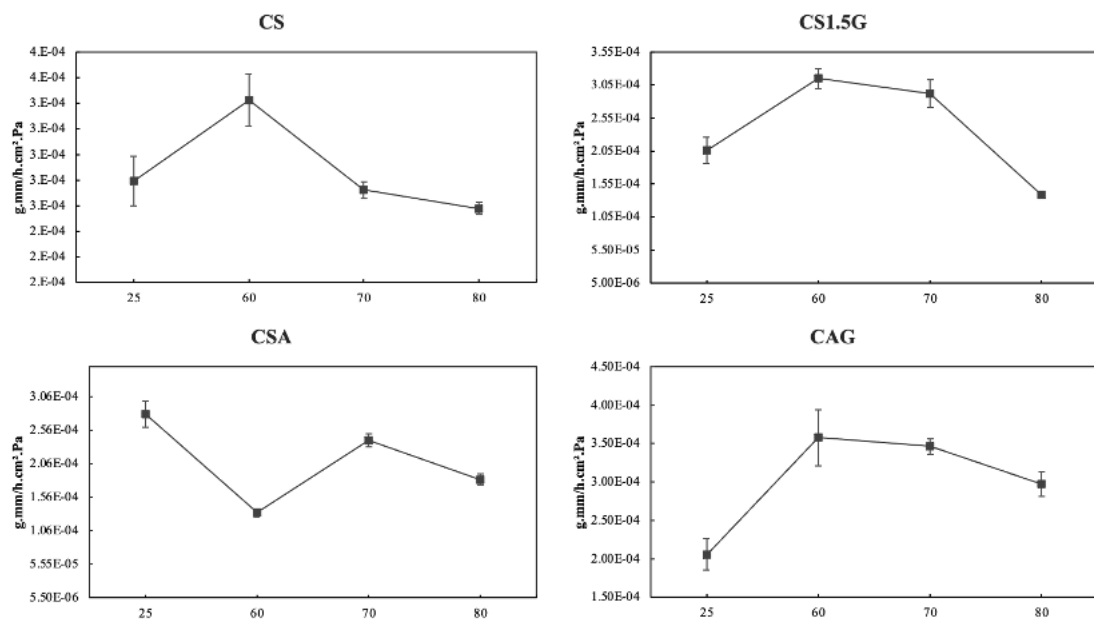 CS
g.mm/h.cm².Pa
4.E-04
4.E-04
3.E-04
3.E-04
3.E-04
3.E-04
3.E-04
2.E-04
2.E-04
2.E-04
25 60 70 80
CS1.5G
g.mm/h.cm².Pa
3.55E-04
3.05E-04
2.55E-04
2.05E-04
1.55E-04
1.05E-04
5.50E-05
5.00E-06
25 60 70 80
CSA
g.mm/h.cm².Pa
3.06E-04
2.56E-04
2.06E-04
1.56E-04
1.06E-04
5.55E-05
5.50E-06
25 60 70 80
CAG
g.mm/h.cm².Pa
4.50E-04
4.00E-04
3.50E-04
3.00E-04
2.50E-04
2.00E-04
1.50E-04
25 60 70 80